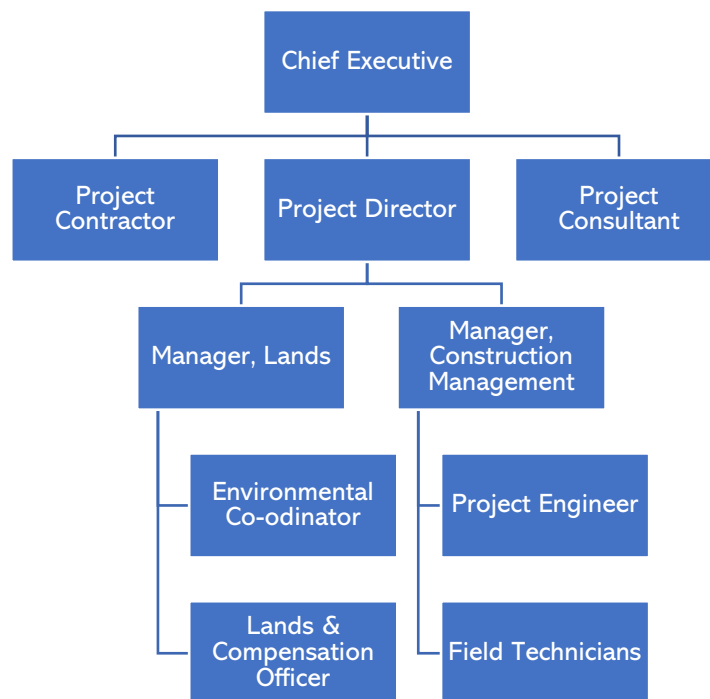 Chief Executive
Project
Contractor
Project Director
Project
Consultant
Manager, Lands
Manager,
Construction
Management
Environmental
Co-odinator
Project Engineer
Lands &
Compensation
Officer
Field Technicians